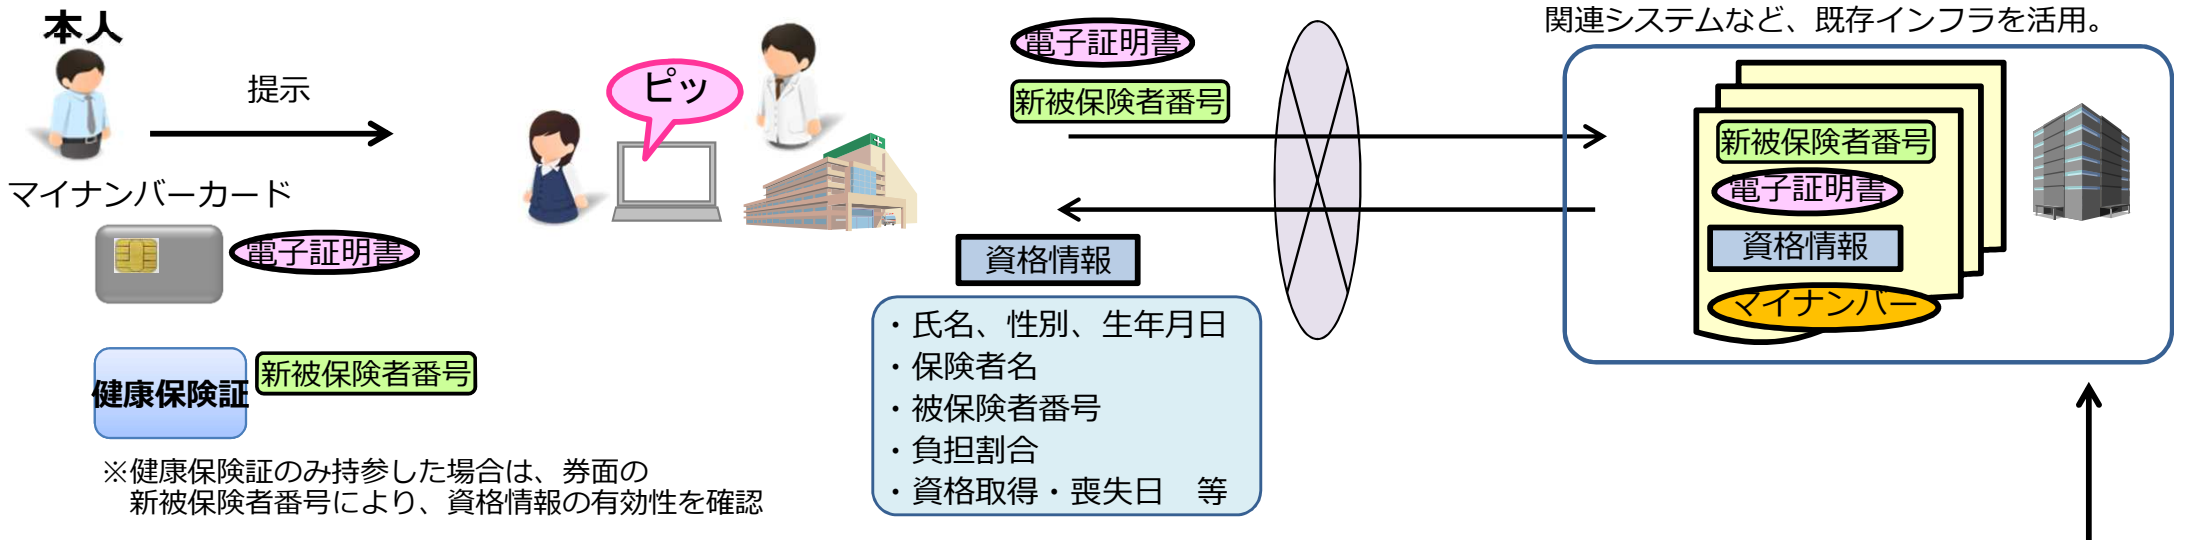 本人
提示
マイナンバーカード
電子証明書
健康保険証
新被保険者番号
※健康保険証のみ持参した場合は、券面の
新被保険者番号により、資格情報の有効性を確認
ピッ
電子証明書
新被保険者番号
資格情報
・氏名、性別、生年月日
・保険者名
・被保険者番号
・負担割合
・資格取得・喪失日　等
関連システムなど、既存インフラを活用。
新被保険者番号
電子証明書
資格情報
マイナンバー